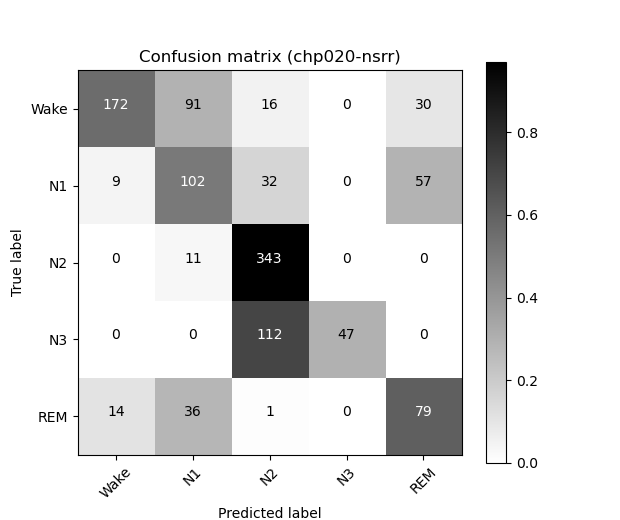 Confusion matrix (chp020-nsrr)
True label
Wake 172 91 16 0 30
N1 9 102 32 0 57
N2 0 11 343 0 0
N3 0 0 112 47 0
REM 14 36 1 0 79
Wake N1 N2 N3 REM
Predicted label
0.8
0.6
0.4
0.2
0.0